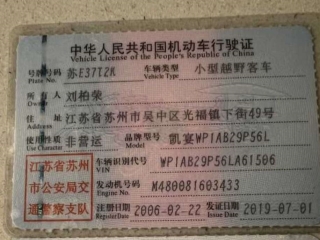 中华人民共和国机动车行驶证
Vehicle License of the People's Republic of China
号牌号码 苏E37T2K 车辆类型 小型越野客车
Plate No. Vehicle Type
所有人 刘柏荣
Owner
住址 江苏省苏州市吴中区光福镇下街49号
Address
使用性质 非营运 品牌型号 凯宴WP1AB29P56L
Use Character Model
江苏省苏州 车辆识别代号 WP1AB29P56LA61506
VIN
市公安局交 发动机号码 M480081603433
Engine No.
通警察支队 注册日期 2006-02-22 发证日期 2019-07-01
Register Date Issue Date